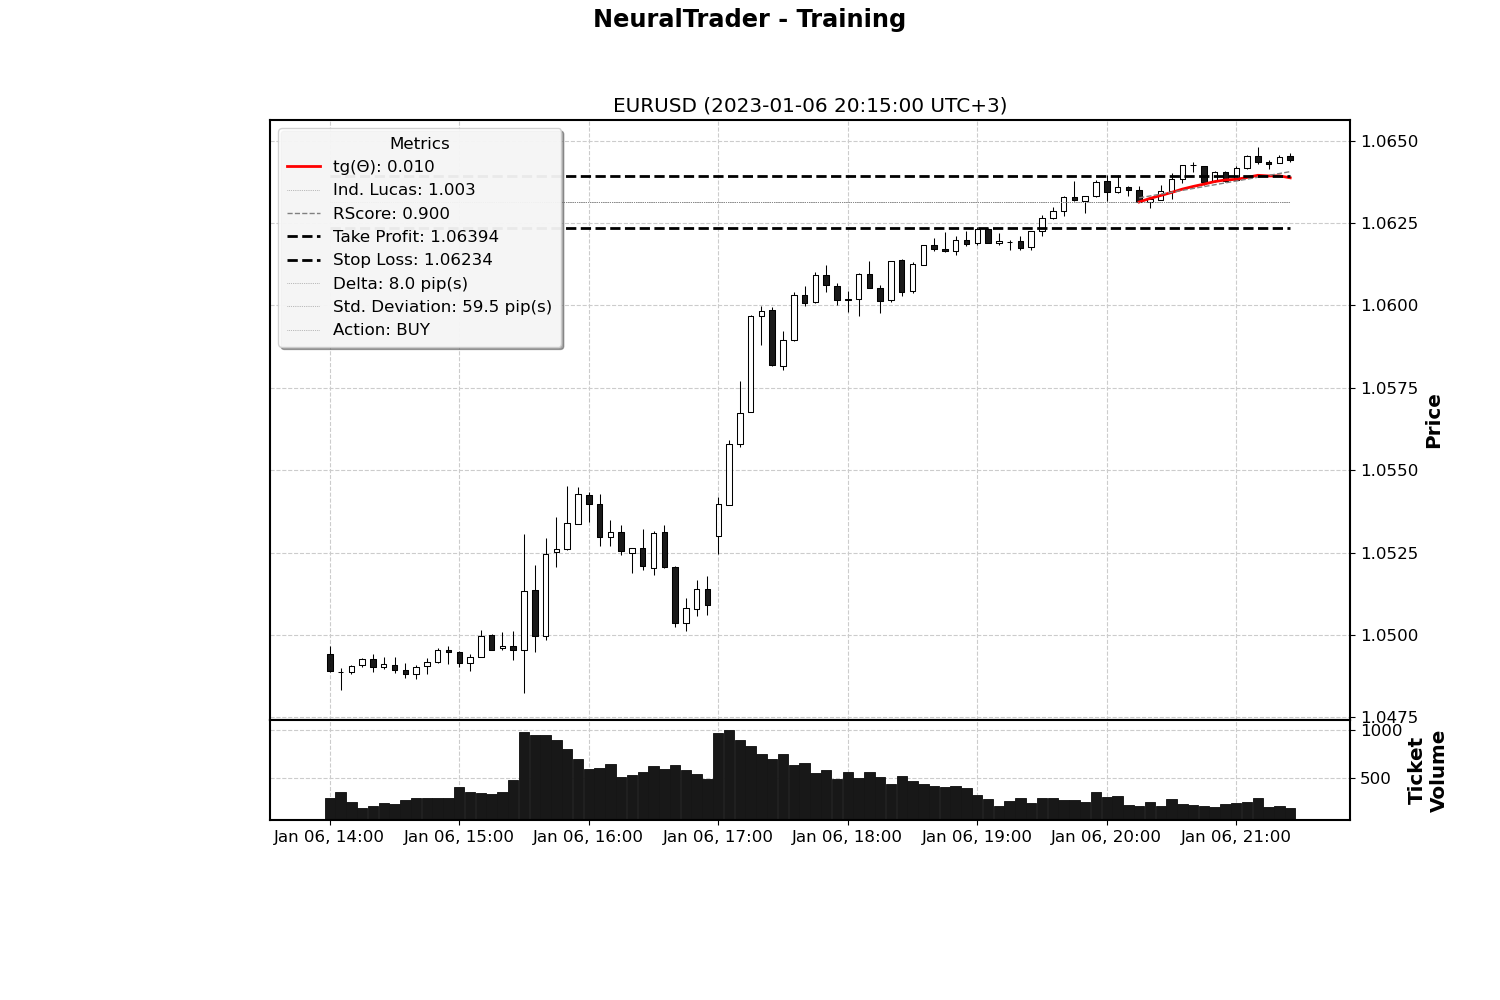 NeuralTrader - Training
EURUSD (2023-01-06 20:15:00 UTC+3)
Metrics
tg(Θ): 0.010
Ind. Lucas: 1.003
RScore: 0.900
Take Profit: 1.06394
Stop Loss: 1.06234
Delta: 8.0 pip(s)
Std. Deviation: 59.5 pip(s)
Action: BUY
1.0650
1.0625
1.0600
1.0575
1.0550
1.0525
1.0500
1.0475
Price
1000
500
Ticket
Volume
Jan 06, 14:00
Jan 06, 15:00
Jan 06, 16:00
Jan 06, 17:00
Jan 06, 18:00
Jan 06, 19:00
Jan 06, 20:00
Jan 06, 21:00